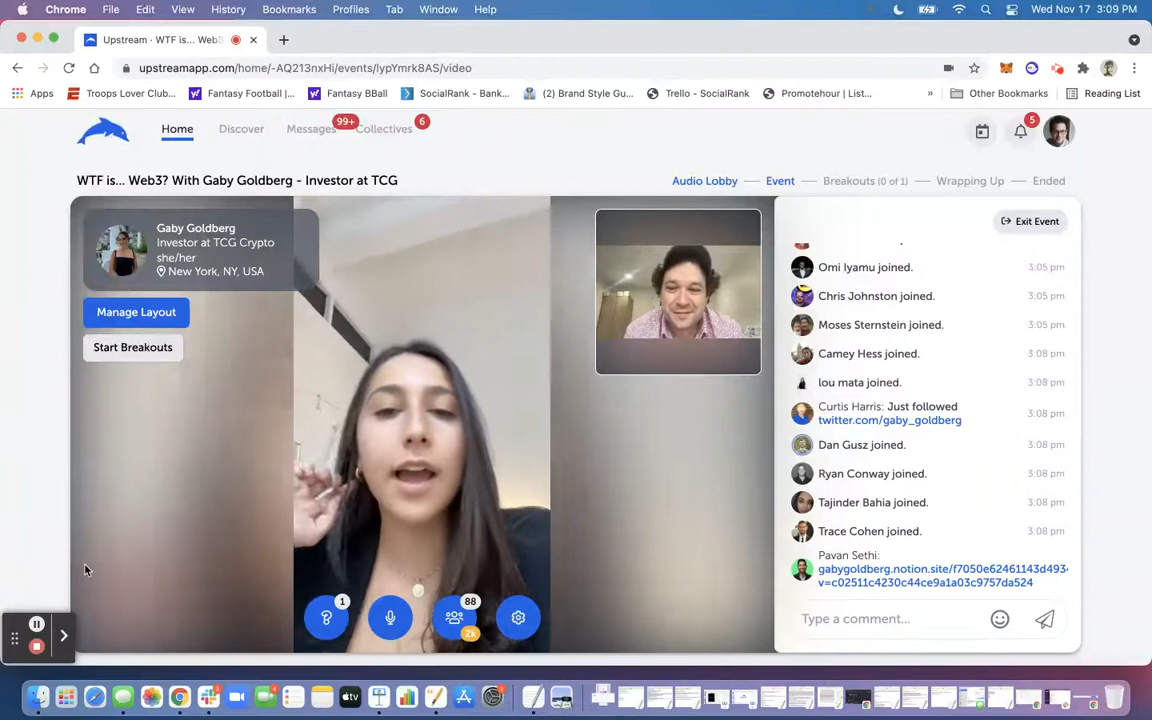 Chrome File Edit View History Bookmarks Profiles Tab Window Help Wed Nov 17 3:09 PM
Upstream · WTF is... Web3
upstreamapp.com/home/-AQ213nxHi/events/lypYmrk8AS/video
Apps Troops Lover Club... Fantasy Football |... Fantasy BBall SocialRank - Bank... (2) Brand Style Gu... Trello - SocialRank Promotehour | List... » Other Bookmarks Reading List
Home Discover Messages 99+ Collectives 6 5
WTF is... Web3? With Gaby Goldberg - Investor at TCG Audio Lobby Event Breakouts (0 of 1) Wrapping Up Ended
Gaby Goldberg
Investor at TCG Crypto
she/her
New York, NY, USA
Manage Layout
Start Breakouts
1
88
2k
Exit Event
Omi Iyamu joined. 3:05 pm
Chris Johnston joined. 3:05 pm
Moses Sternstein joined. 3:05 pm
Camey Hess joined. 3:08 pm
lou mata joined. 3:08 pm
Curtis Harris: Just followed
twitter.com/gaby_goldberg 3:08 pm
Dan Gusz joined. 3:08 pm
Ryan Conway joined. 3:08 pm
Tajinder Bahia joined. 3:08 pm
Trace Cohen joined. 3:09 pm
Pavan Sethi:
gabygoldberg.notion.site/f7050e62461143d493
v=c02511c4230c44ce9a1a03c9757da524
Type a comment...